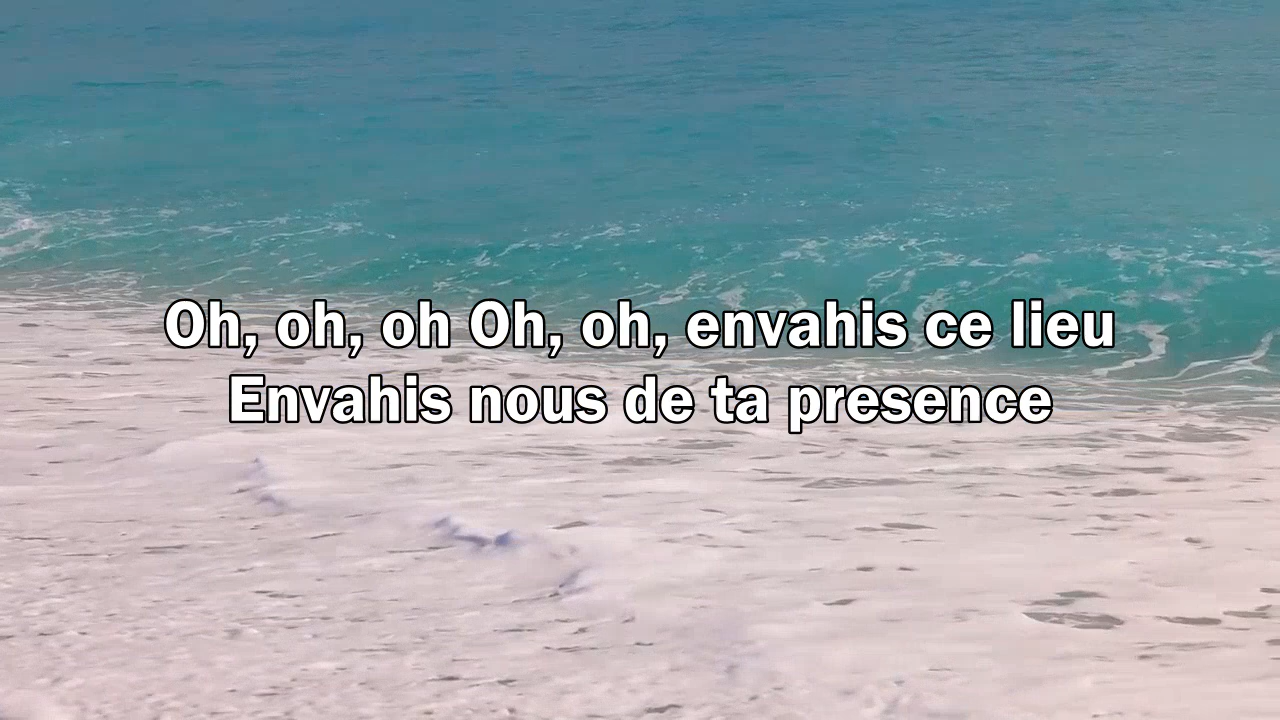 Oh, oh, oh Oh, oh, envahis ce lieu
Envahis nous de ta presence